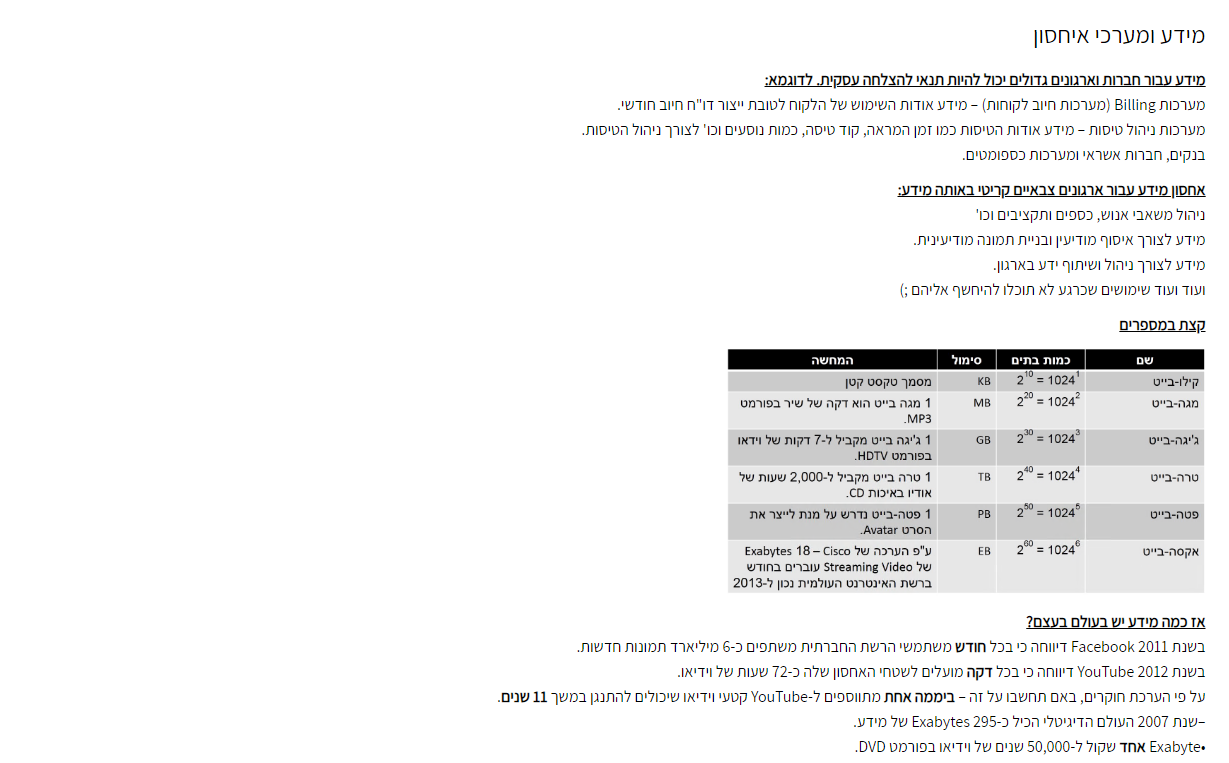 מידע ומערכי איחסון
מידע עבור חברות וארגונים גדולים יכול להיות תנאי להצלחה עסקית. לדוגמא:
מערכות Billing (מערכות חיוב לקוחות) – מידע אודות השימוש של הלקוח לטובת ייצור דו"ח חיוב חודשי.
מערכות ניהול טיסות – מידע אודות הטיסות כמו זמן המראה, קוד טיסה, כמות נוסעים וכו' לצורך ניהול הטיסות.
בנקים, חברות אשראי ומערכות כספומטים.
אחסון מידע עבור ארגונים צבאיים קריטי באותה מידע:
ניהול משאבי אנוש, כספים ותקציבים וכו'
מידע לצורך איסוף מודיעין ובניית תמונה מודיעינית.
מידע לצורך ניהול ושיתוף ידע בארגון.
ועוד ועוד שימושים שכרגע לא תוכלו להיחשף אליהם ;)
קצת במספרים
שם כמות בתים סימול המחשה
קילו-בייט 2^10 = 1024^1 KB מסמך טקסט קטן
מגה-בייט 2^20 = 1024^2 MB 1 מגה בייט הוא דקה של שיר בפורמט
MP3.
ג'יגה-בייט 2^30 = 1024^3 GB 1 ג'יגה בייט מקביל ל-7 דקות של וידאו
בפורמט HDTV.
טרה-בייט 2^40 = 1024^4 TB 1 טרה בייט מקביל ל-2,000 שעות של
אודיו באיכות CD.
פטה-בייט 2^50 = 1024^5 PB 1 פטה-בייט נדרש על מנת לייצר את
הסרט Avatar.
אקסה-בייט 2^60 = 1024^6 EB ע"פ הערכה של Cisco – 18 Exabytes
של Streaming Video עוברים בחודש
ברשת האינטרנט העולמית נכון ל-2013
אז כמה מידע יש בעולם בעצם?
בשנת 2011 Facebook דיווחה כי בכל חודש משתמשי הרשת החברתית משתפים כ-6 מיליארד תמונות חדשות.
בשנת 2012 YouTube דיווחה כי בכל דקה מועלים לשטחי האחסון שלה כ-72 שעות של וידיאו.
על פי הערכת חוקרים, באם תחשבו על זה – ביממה אחת מתווספים ל-YouTube קטעי וידיאו שיכולים להתנגן במשך 11 שנים.
–שנת 2007 העולם הדיגיטלי הכיל כ-295 Exabytes של מידע.
•Exabyte אחד שקול ל-50,000 שנים של וידיאו בפורמט DVD.